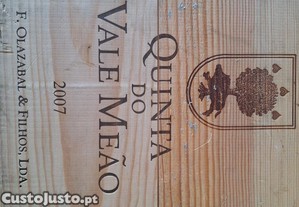 QUINTA
DO
VALE MEÃO
2007
F. OLAZABAL & FILHOS, LDA.
CustoJusto.pt